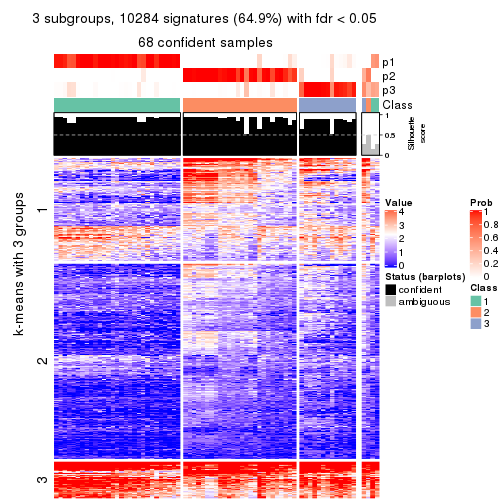 3 subgroups, 10284 signatures (64.9%) with fdr < 0.05
68 confident samples
p1
p2
p3
Class
1
0.5
0
Silhouette
score
k-means with 3 groups
1
2
3
Value
4
3
2
1
0
Status (barplots)
confident
ambiguous
Prob
1
0.8
0.6
0.4
0.2
0
Class
1
2
3